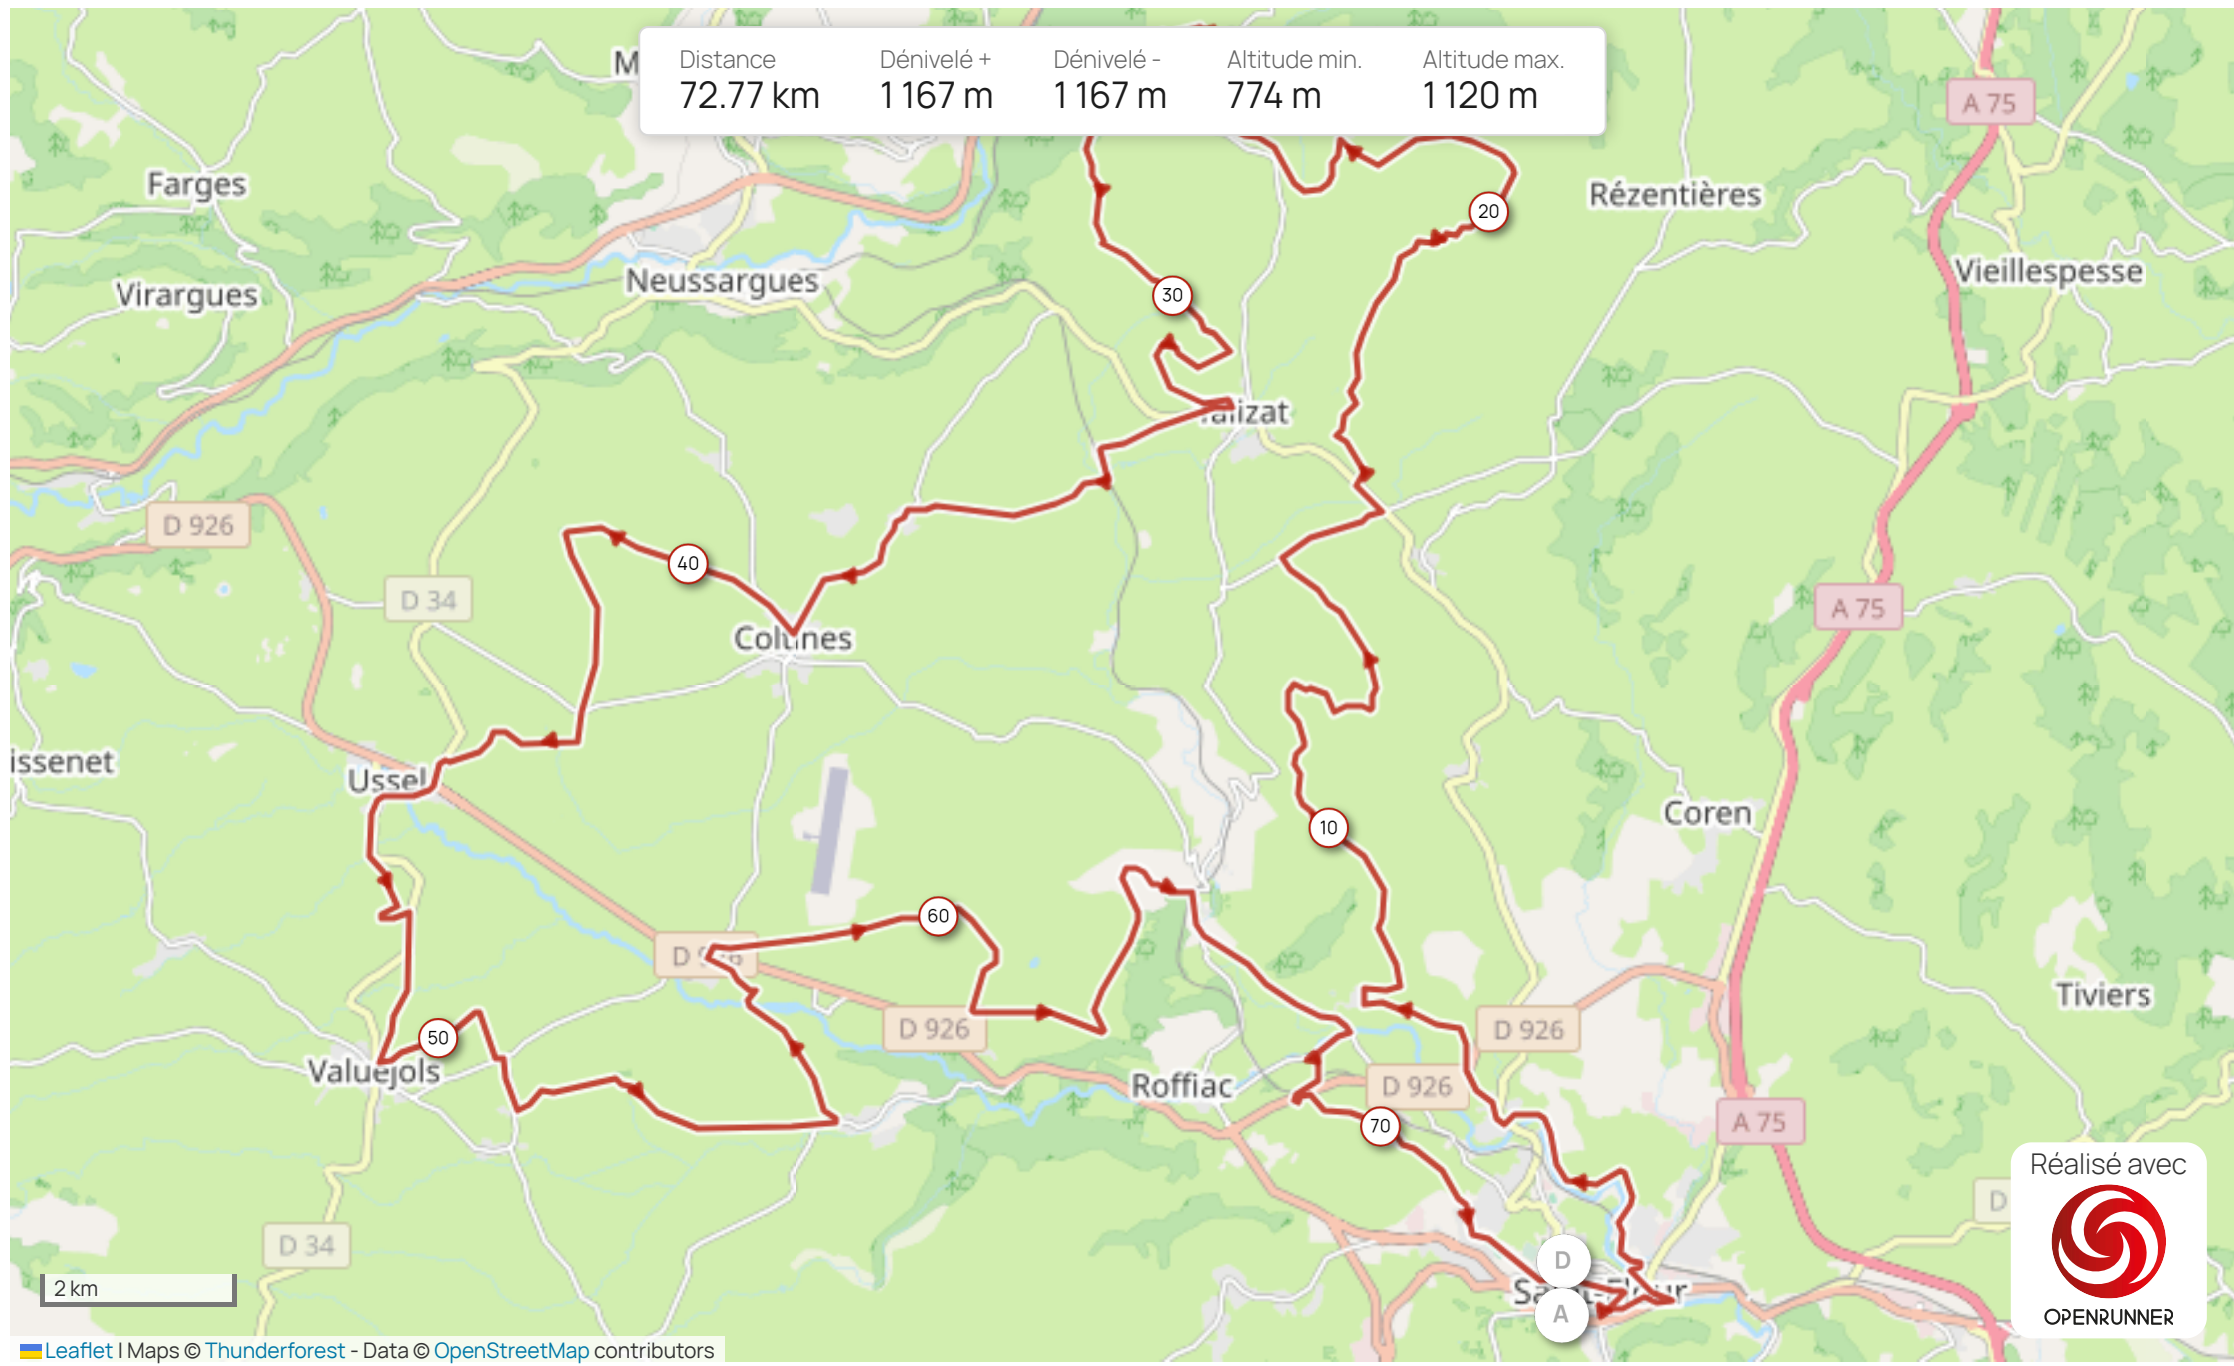 Distance
72.77 km
Dénivelé +
1 167 m
Dénivelé -
1 167 m
Altitude min.
774 m
Altitude max.
1 120 m
A 75
Farges
20
Rézentières
Vieillespesse
Neussargues
Virargues
30
D 926
40
D 34
A 75
Coltines
issenet
Ussel
Coren
10
60
D 926
Tiviers
D 926
D 926
50
Valuejols
Roffiac
D 926
70
A 75
Réalisé avec
D 34
D
D
2 km
A
OPENRUNNER
Leaflet | Maps © Thunderforest - Data © OpenStreetMap contributors